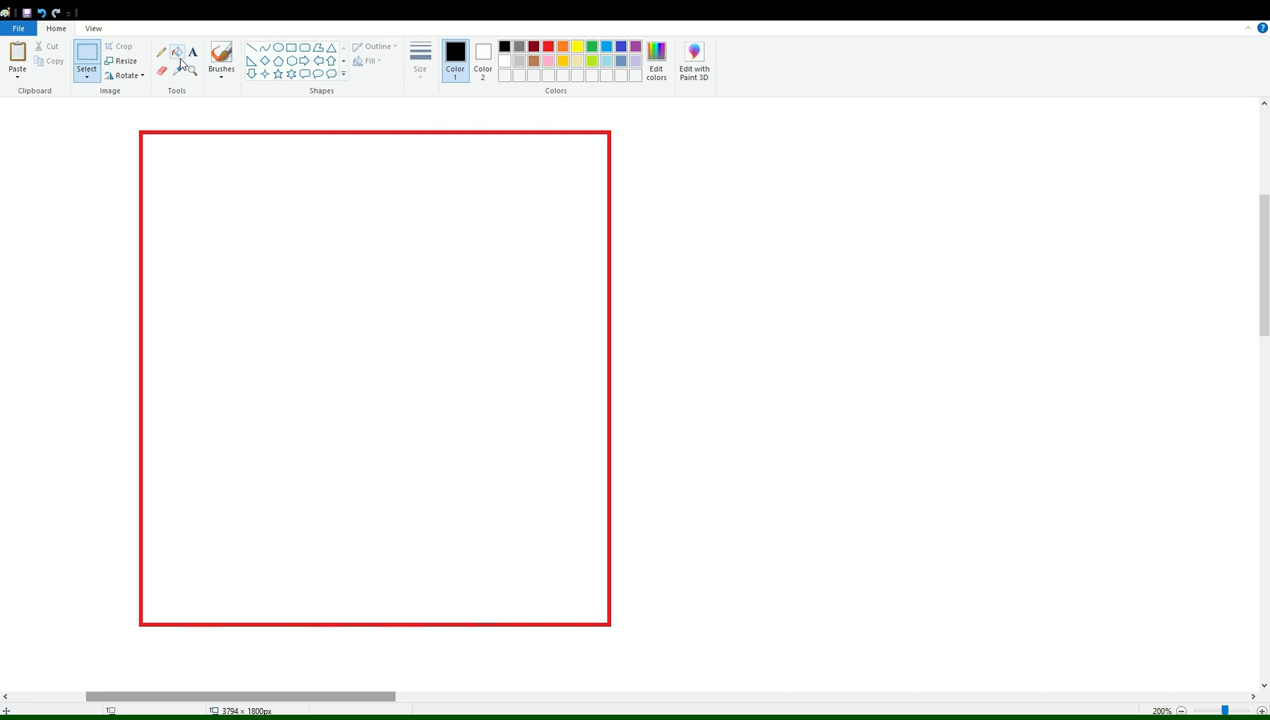 File Home View
Paste
Cut
Copy
Clipboard
Select
Crop
Resize
Rotate
Image
A
Tools
Brushes
Shapes
Outline
Fill
Size
Color
1
Color
2
Colors
Edit
colors
Edit with
Paint 3D
?
3794 × 1800px
200%